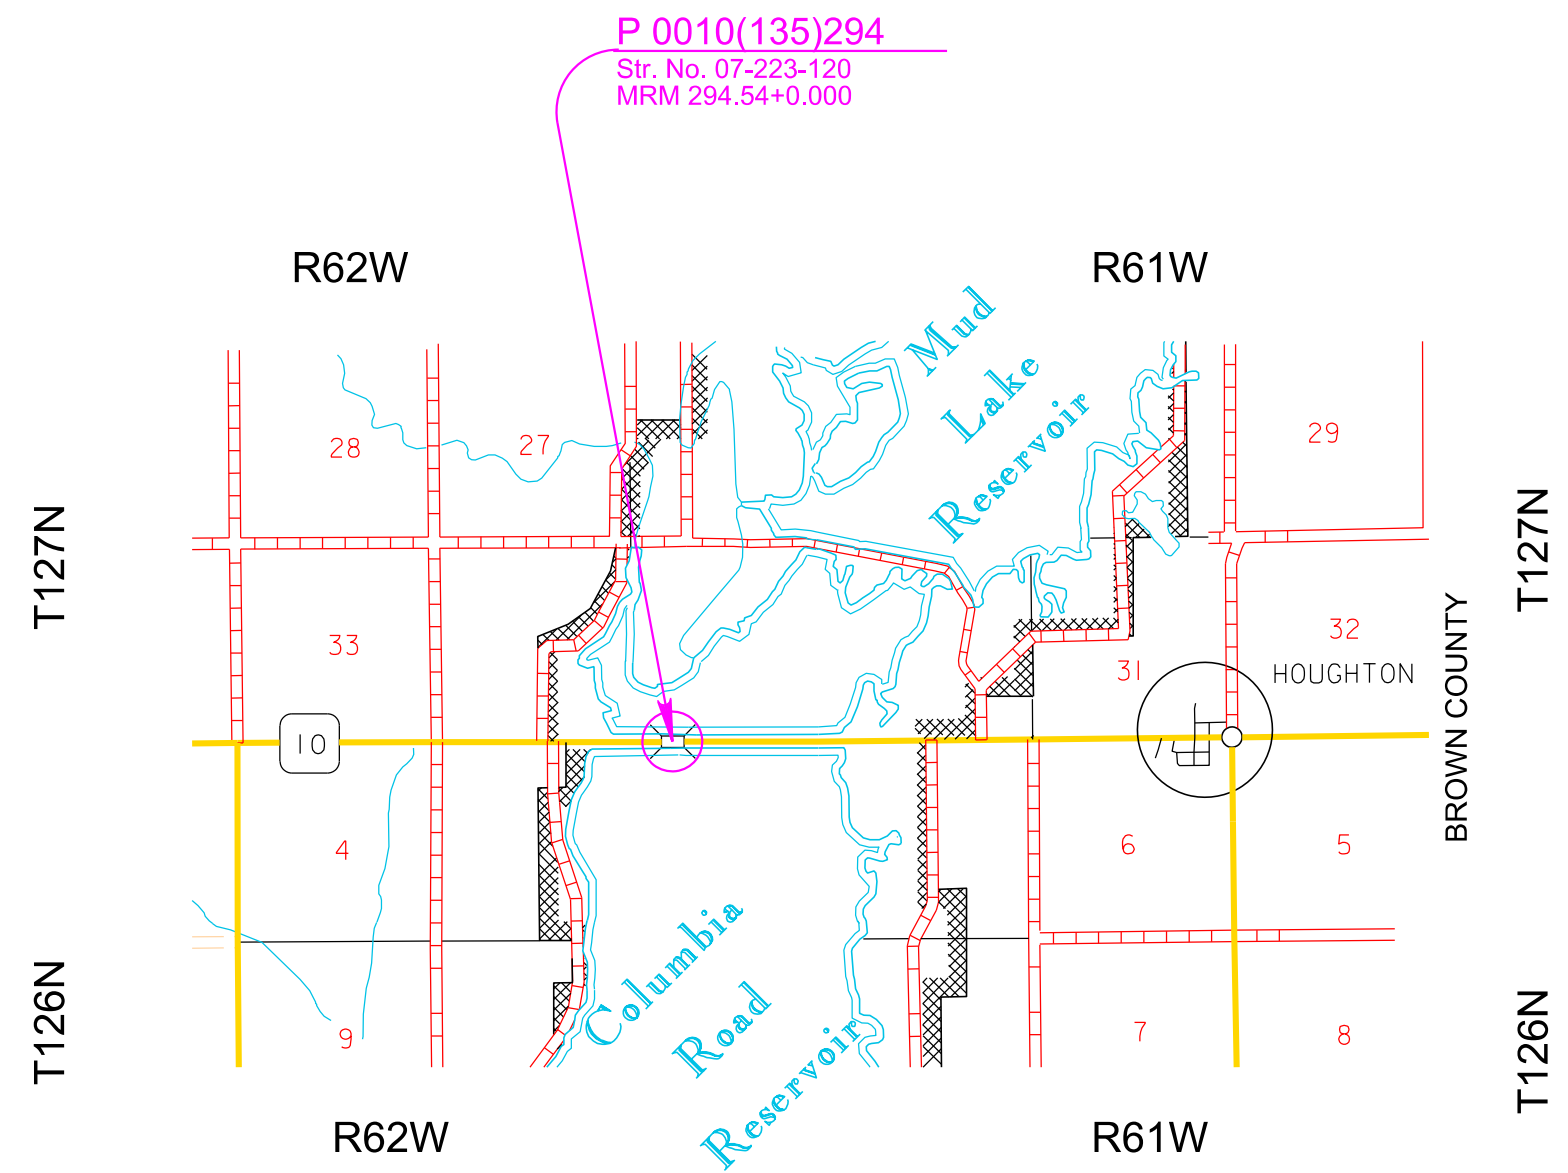 P 0010(135)294
Str. No. 07-223-120
MRM 294.54+0.000
R62W
R61W
Mud
Lake
Reservoir
28
27
29
T127N
T127N
33
31
32
HOUGHTON
BROWN COUNTY
10
4
6
5
Columbia
Road
Reservoir
T126N
T126N
9
7
8
R62W
R61W